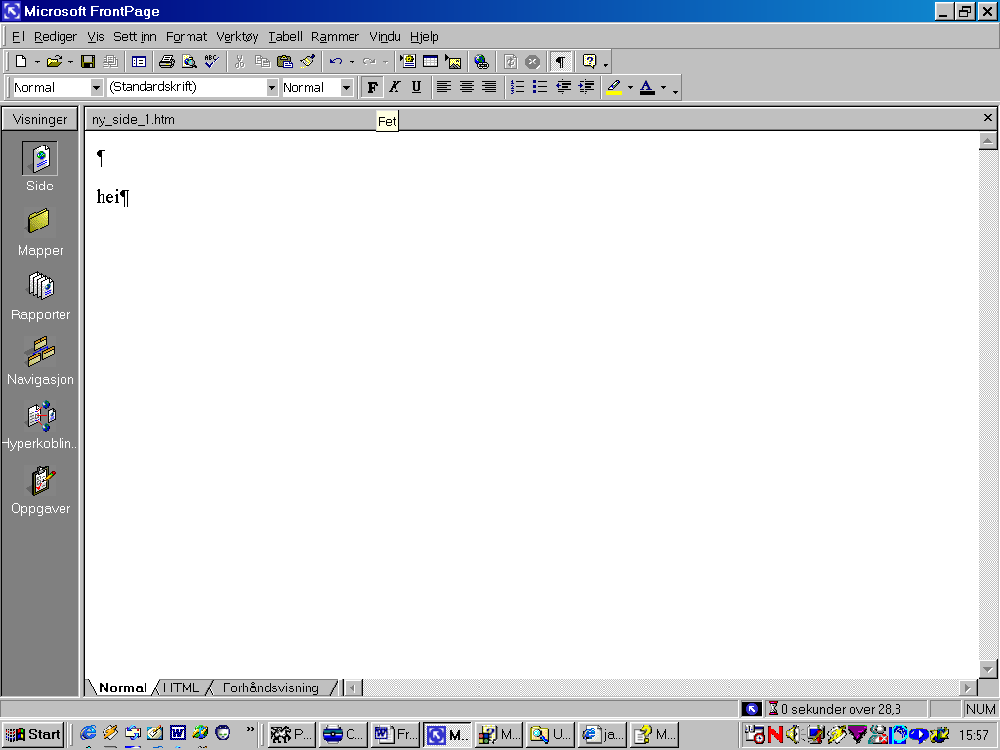 Microsoft FrontPage
Fil Rediger Vis Sett inn Format Verktøy Tabell Rammer Vindu Hjelp
Normal (Standardskrift) Normal F K U
Visninger ny_side_1.htm
Fet
¶
hei¶
Side
Mapper
Rapporter
Navigasjon
Hyperkoblin..
Oppgaver
Normal HTML Forhåndsvisning
0 sekunder over 28,8 NUM
Start » P... C... Fr... M... M... U... ja... M... 15:57